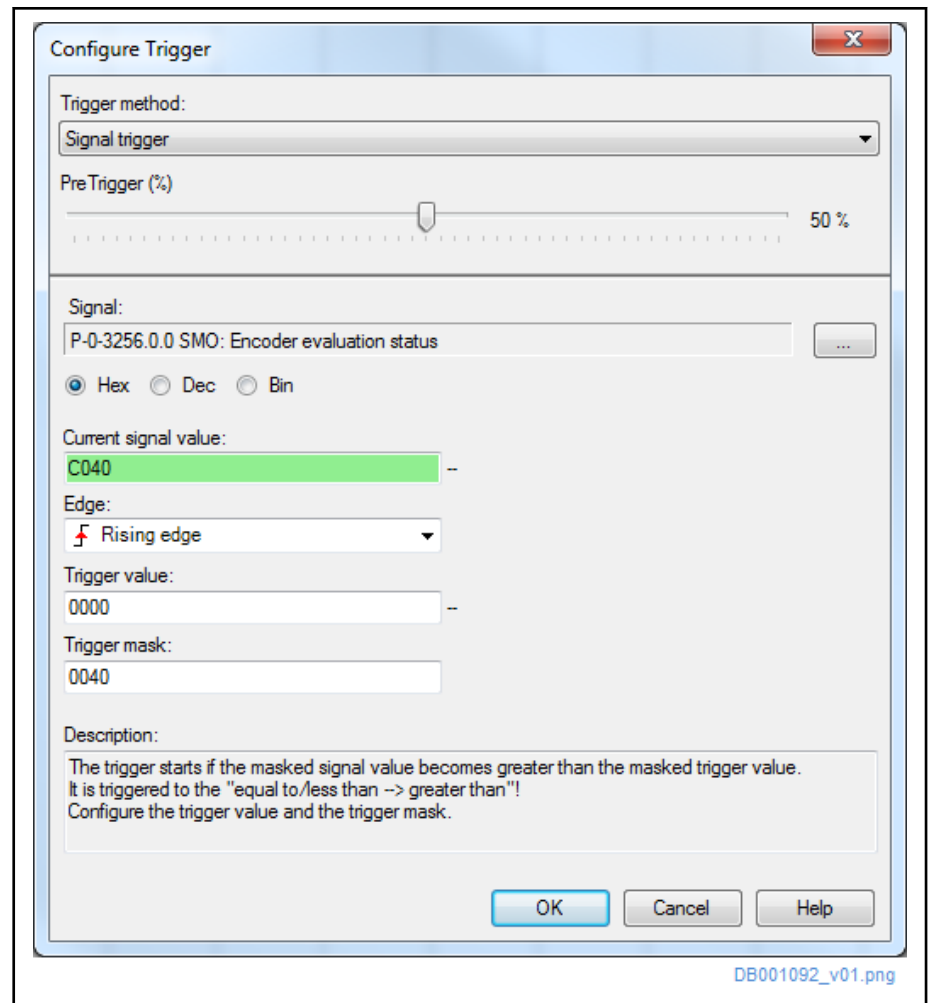 Configure Trigger
Trigger method:
Signal trigger
Pre Trigger (%)
50 %
Signal:
P-0-3256.0.0 SMO: Encoder evaluation status
...
Hex Dec Bin
Current signal value:
C040 --
Edge:
Rising edge
Trigger value:
0000 --
Trigger mask:
0040
Description:
The trigger starts if the masked signal value becomes greater than the masked trigger value.
It is triggered to the "equal to/less than --> greater than"!
Configure the trigger value and the trigger mask.
OK Cancel Help
DB001092_v01.png